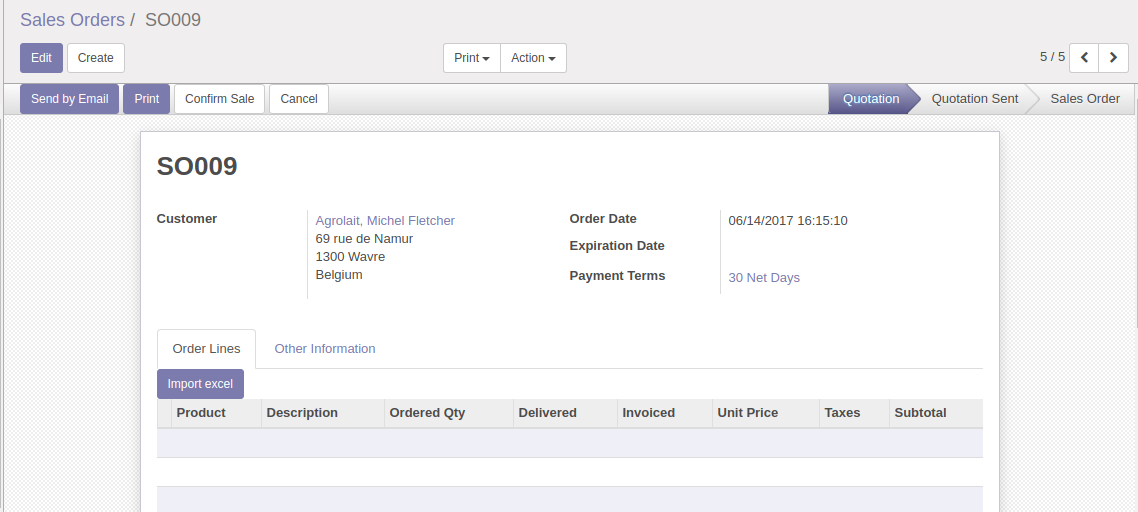 Sales Orders / SO009
Edit Create Print Action 5 / 5
Send by Email Print Confirm Sale Cancel Quotation Quotation Sent Sales Order
SO009
Customer Agrolait, Michel Fletcher
69 rue de Namur
1300 Wavre
Belgium
Order Date 06/14/2017 16:15:10
Expiration Date
Payment Terms 30 Net Days
Order Lines Other Information
Import excel
Product Description Ordered Qty Delivered Invoiced Unit Price Taxes Subtotal